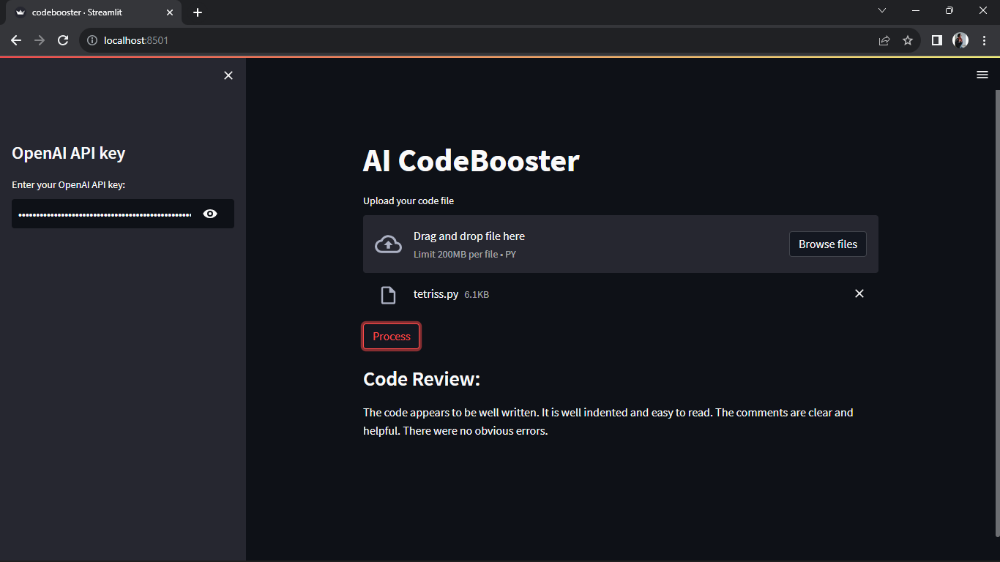 codebooster · Streamlit
localhost:8501
OpenAI API key
Enter your OpenAI API key:
••••••••••••••••••••••••••••••••••••••••••••••••
AI CodeBooster
Upload your code file
Drag and drop file here
Limit 200MB per file • PY
Browse files
tetriss.py 6.1KB
Process
Code Review:
The code appears to be well written. It is well indented and easy to read. The comments are clear and
helpful. There were no obvious errors.